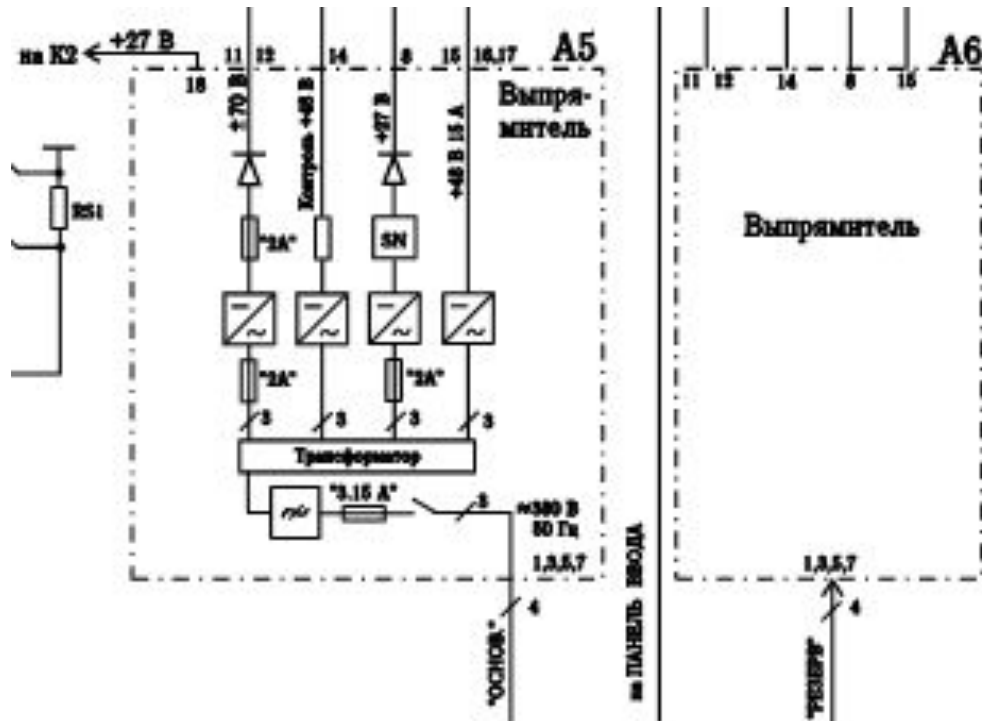 на К2
+27 В
18
11
12
14
8
15
16,17
А5
Выпря-
митель
±70 В
Контроль +48 В
+27 В
+48 В 15 А
RS1
"2А"
SN
"2А"
"2А"
3
3
3
3
Трансформатор
"3.15 А"
3
≈380 В
50 Гц
1,3,5,7
4
"ОСНОВ."
на ПАНЕЛЬ ВВОДА
А6
11
12
14
8
15
Выпрямитель
1,3,5,7
4
"РЕЗЕРВ"